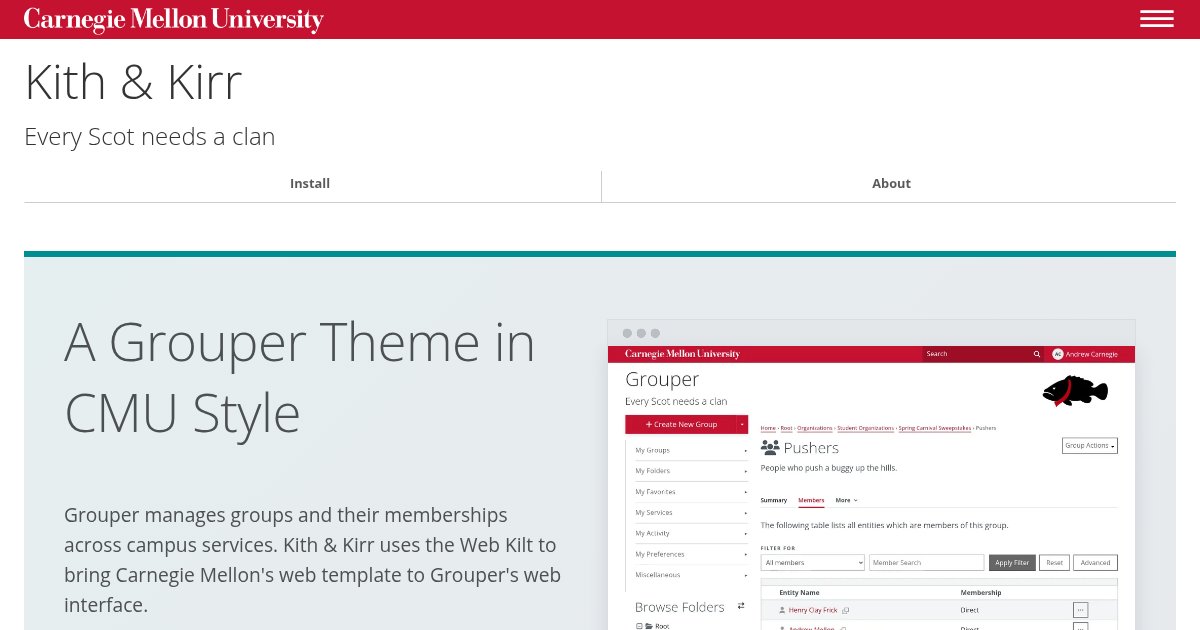 Carnegie Mellon University
Kith & Kirr
Every Scot needs a clan
Install
About
A Grouper Theme in
CMU Style
Grouper manages groups and their memberships
across campus services. Kith & Kirr uses the Web Kilt to
bring Carnegie Mellon's web template to Grouper's web
interface.
Carnegie Mellon University
Search
AC Andrew Carnegie
Grouper
Every Scot needs a clan
+ Create New Group
My Groups
My Folders
My Favorites
My Services
My Activity
My Preferences
Miscellaneous
Browse Folders
Root
Home › Root › Organizations › Student Organizations › Spring Carnival Sweepstakes › Pushers
Pushers
Group Actions
People who push a buggy up the hills.
Summary Members More
The following table lists all entities which are members of this group.
FILTER FOR
All members
Member Search
Apply Filter
Reset
Advanced
Entity Name Membership
Henry Clay Frick Direct
Andrew Mellon Direct